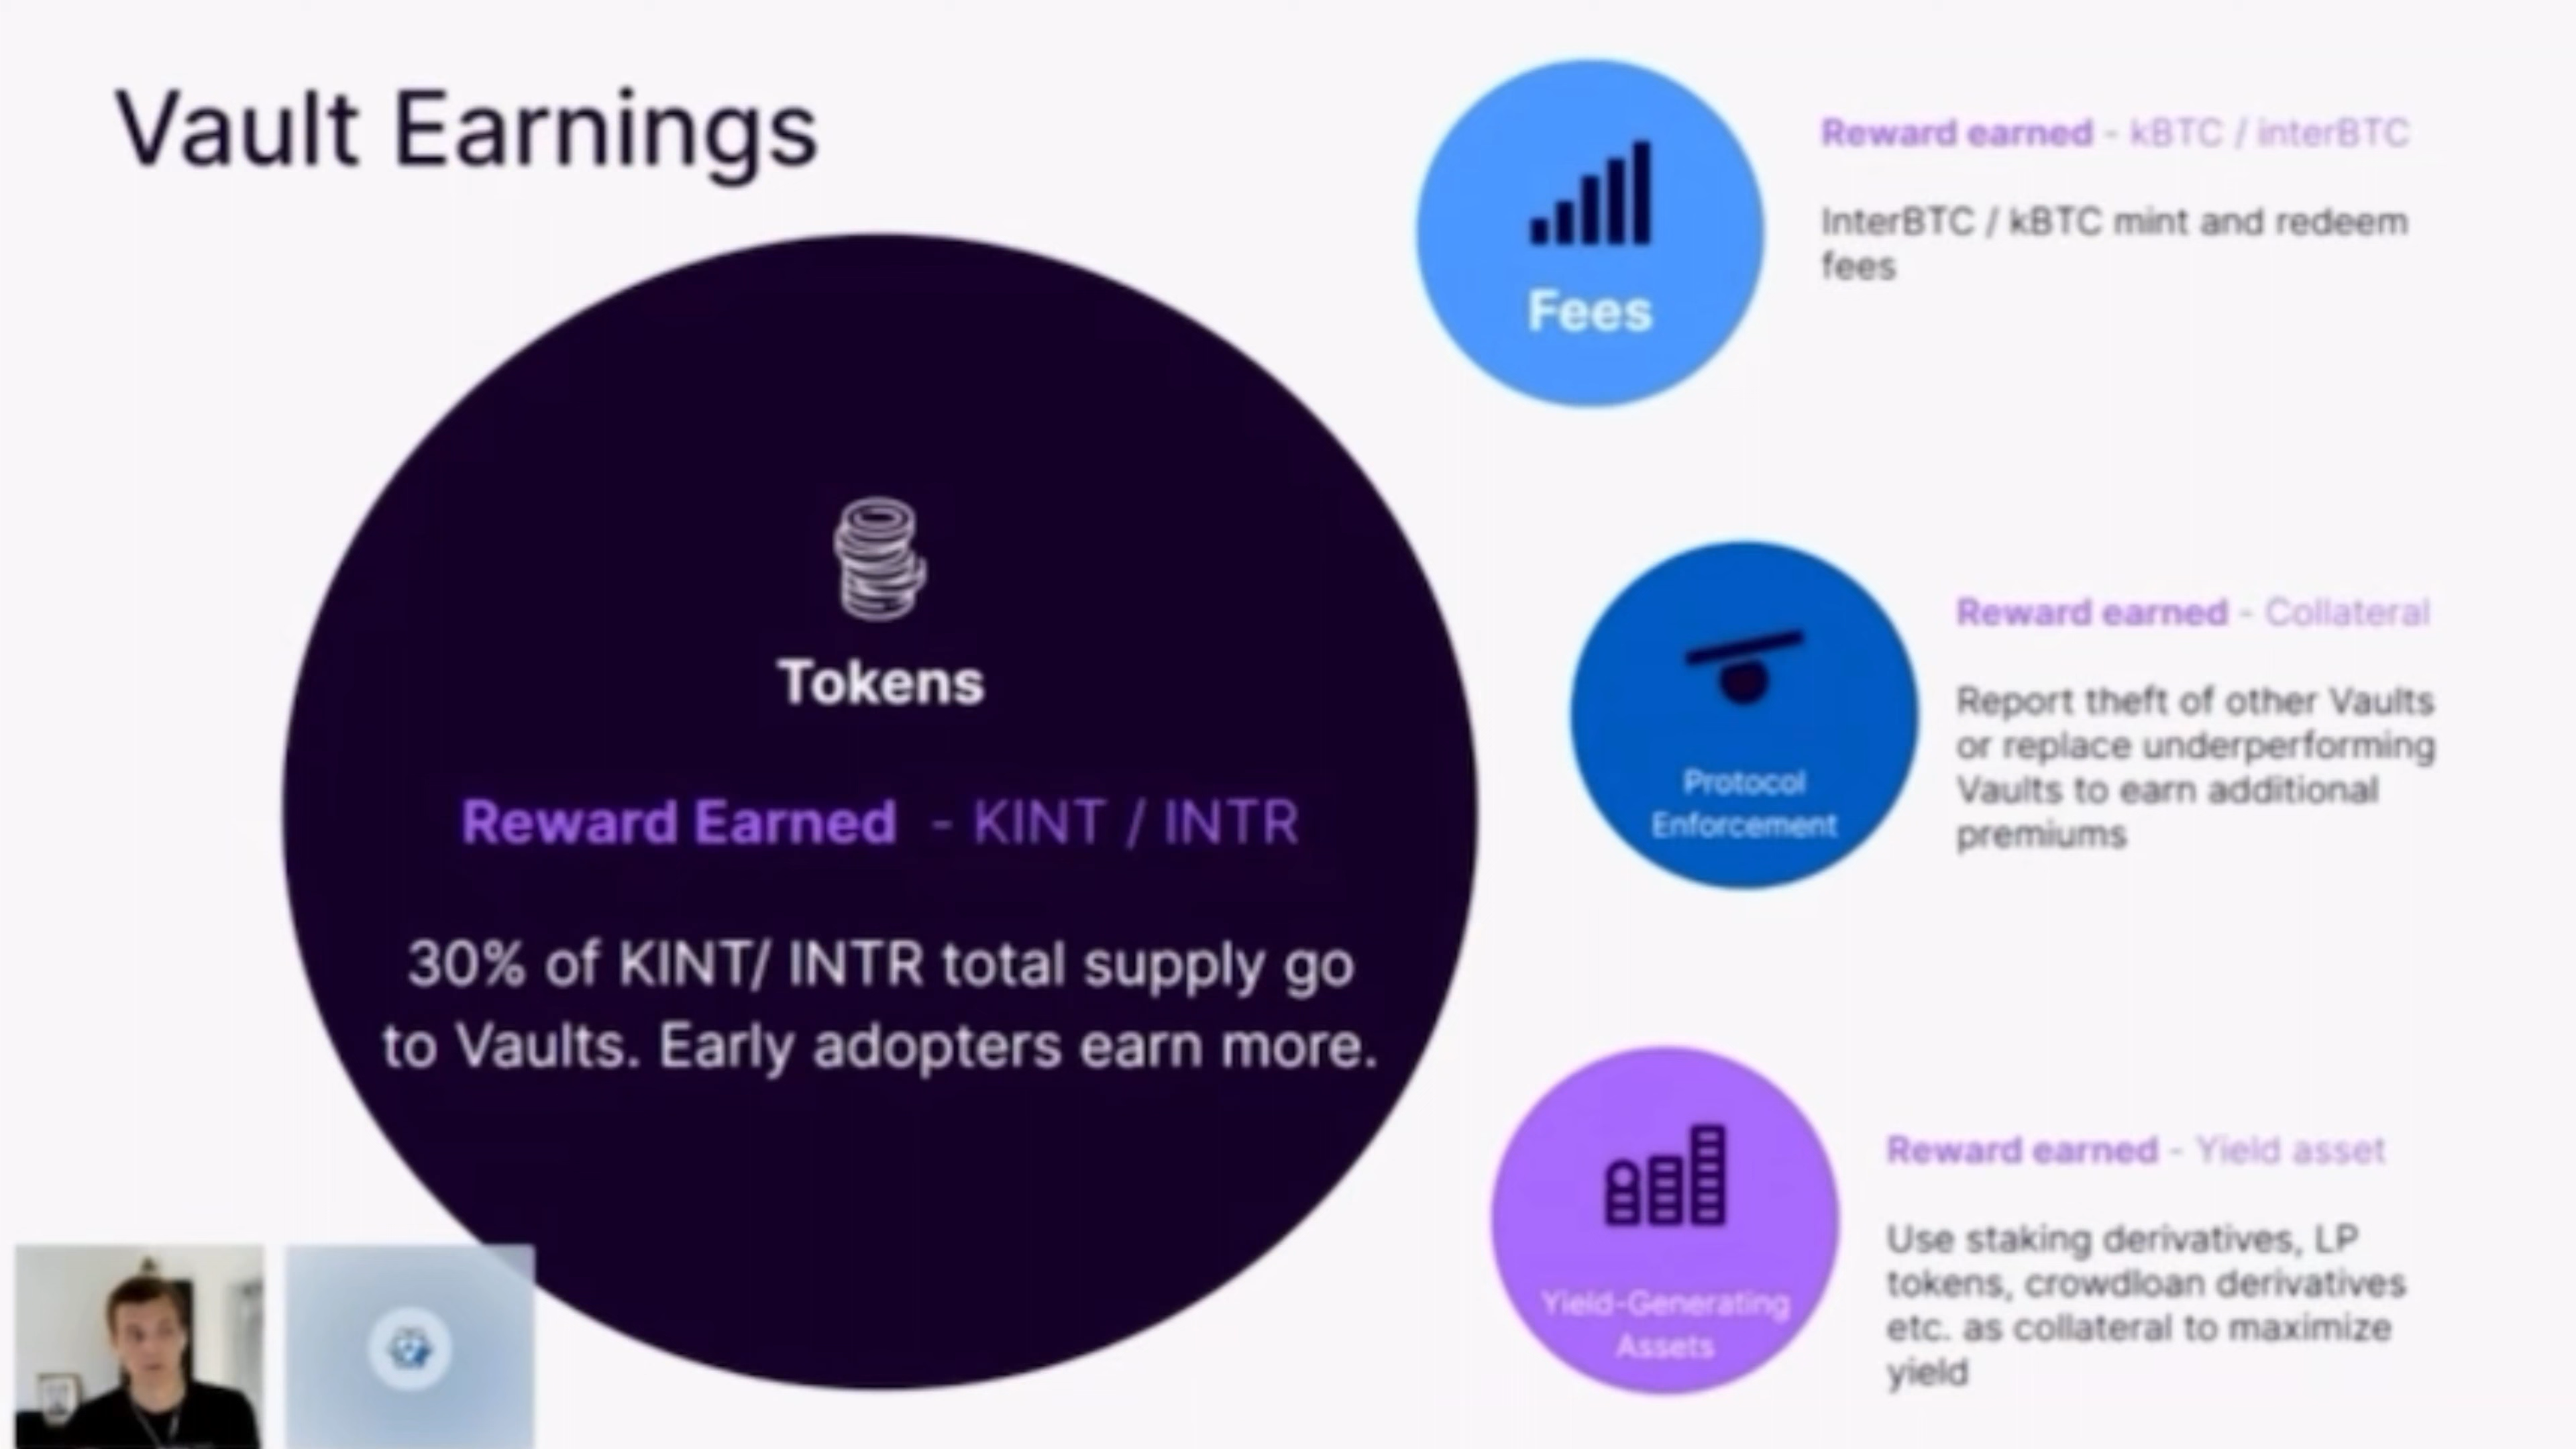 Vault Earnings
Tokens
Reward Earned - KINT / INTR
30% of KINT/ INTR total supply go
to Vaults. Early adopters earn more.
Fees
Reward earned - kBTC / interBTC
InterBTC / kBTC mint and redeem
fees
Protocol
Enforcement
Reward earned - Collateral
Report theft of other Vaults
or replace underperforming
Vaults to earn additional
premiums
Yield-Generating
Assets
Reward earned - Yield asset
Use staking derivatives, LP
tokens, crowdloan derivatives
etc. as collateral to maximize
yield